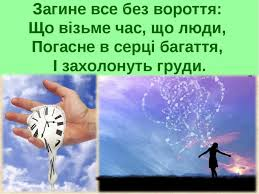 Загине все без вороття:
Що візьме час, що люди,
Погасне в серці багаття,
І захолонуть груди.